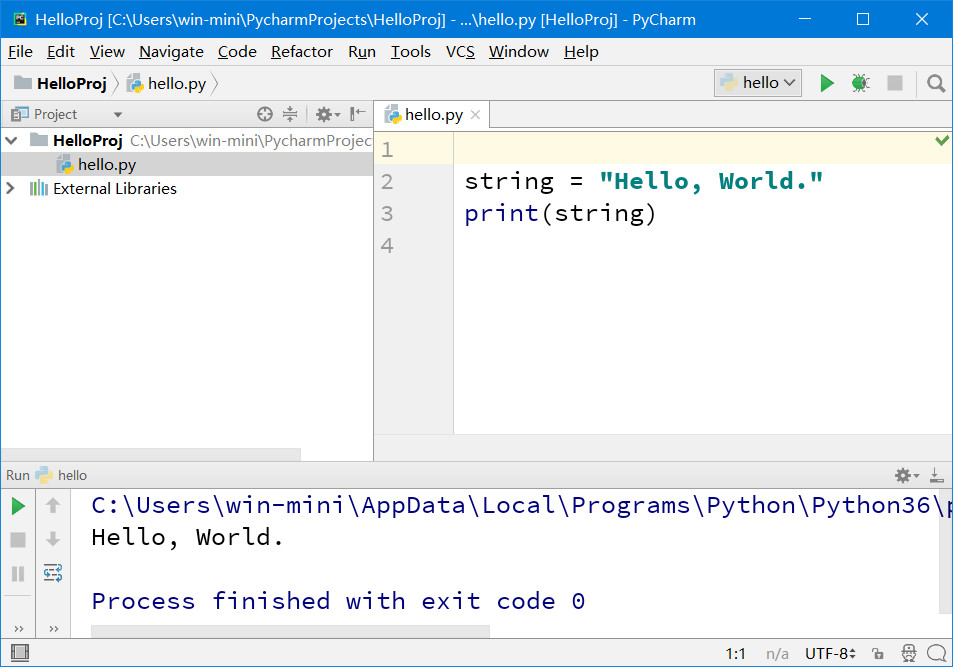 HelloProj [C:\Users\win-mini\PycharmProjects\HelloProj] - ...\hello.py [HelloProj] - PyCharm
File Edit View Navigate Code Refactor Run Tools VCS Window Help
HelloProj hello.py hello
Project hello.py
HelloProj C:\Users\win-mini\PycharmProjec
hello.py
External Libraries
1
2 string = "Hello, World."
3 print(string)
4
Run hello
C:\Users\win-mini\AppData\Local\Programs\Python\Python36\p
Hello, World.
Process finished with exit code 0
1:1 n/a UTF-8